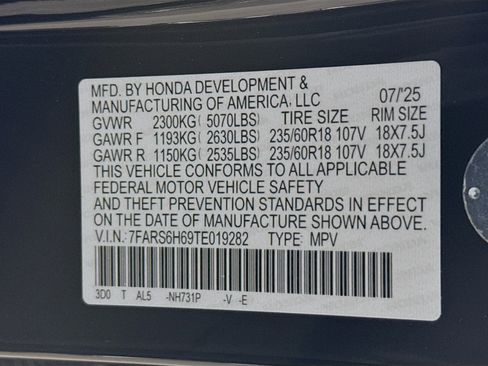 MFD. BY HONDA DEVELOPMENT &
MANUFACTURING OF AMERICA, LLC 07/'25
GVWR 2300KG( 5070LBS) TIRE SIZE RIM SIZE
GAWR F 1193KG( 2630LBS) 235/60R18 107V 18X7.5J
GAWR R 1150KG( 2535LBS) 235/60R18 107V 18X7.5J
THIS VEHICLE CONFORMS TO ALL APPLICABLE
FEDERAL MOTOR VEHICLE SAFETY
AND THEFT PREVENTION STANDARDS IN EFFECT
ON THE DATE OF MANUFACTURE SHOWN ABOVE.
V.I.N.: 7FARS6H69TE019282 TYPE: MPV
3D0 T AL5 -NH731P -V -E